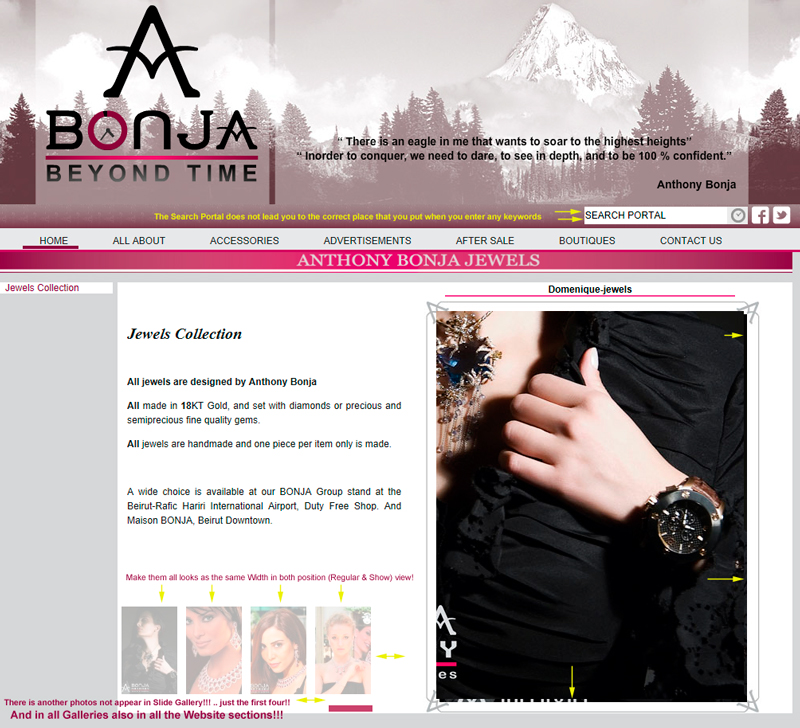 BONJA
BEYOND TIME
“ There is an eagle in me that wants to soar to the highest heights”
“ Inorder to conquer, we need to dare, to see in depth, and to be 100 % confident.”
Anthony Bonja
The Search Portal does not lead you to the correct place that you put when you enter any keywords
SEARCH PORTAL
HOME ALL ABOUT ACCESSORIES ADVERTISEMENTS AFTER SALE BOUTIQUES CONTACT US
ANTHONY BONJA JEWELS
Jewels Collection
Domenique-jewels
Jewels Collection
All jewels are designed by Anthony Bonja
All made in 18KT Gold, and set with diamonds or precious and
semiprecious fine quality gems.
All jewels are handmade and one piece per item only is made.
A wide choice is available at our BONJA Group stand at the
Beirut-Rafic Hariri International Airport, Duty Free Shop. And
Maison BONJA, Beirut Downtown.
Make them all looks as the same Width in both position (Regular & Show) view!
There is another photos not appear in Slide Gallery!!! .. just the first four!!
And in all Galleries also in all the Website sections!!!